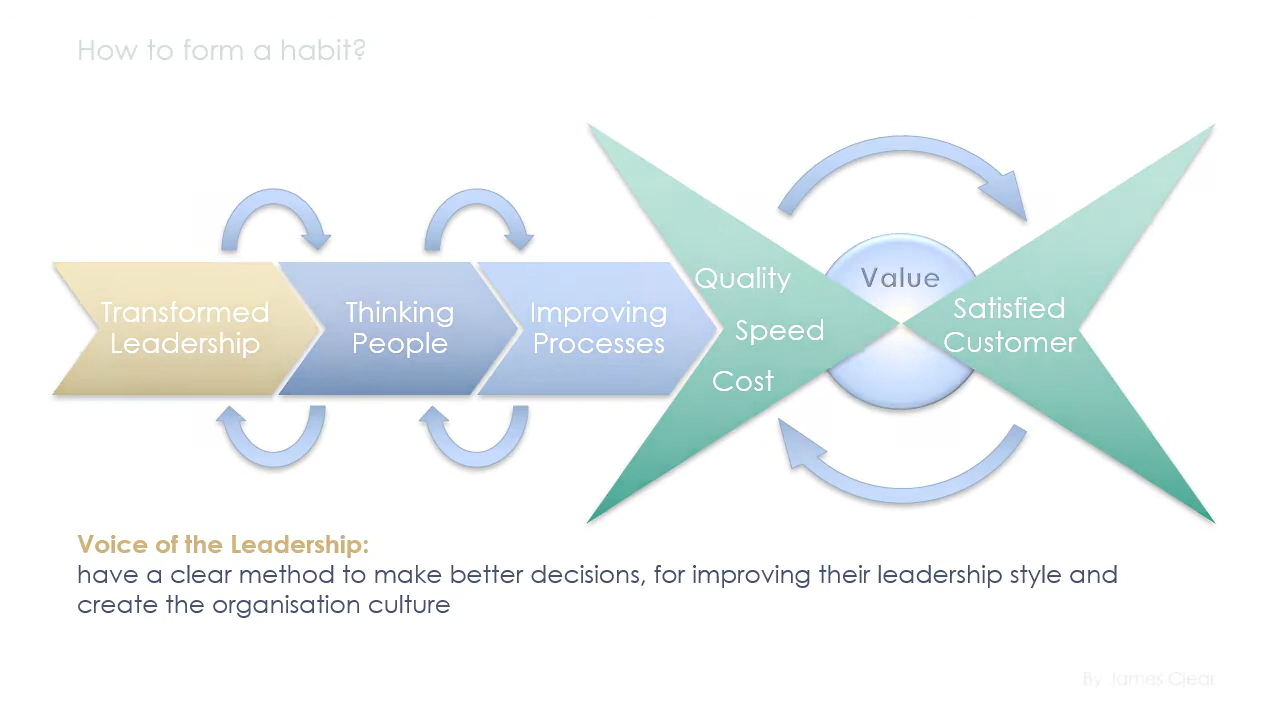 How to form a habit?
Transformed
Leadership
Thinking
People
Improving
Processes
Quality
Speed
Cost
Value
Satisfied
Customer
Voice of the Leadership:
have a clear method to make better decisions, for improving their leadership style and
create the organisation culture
By James Clear